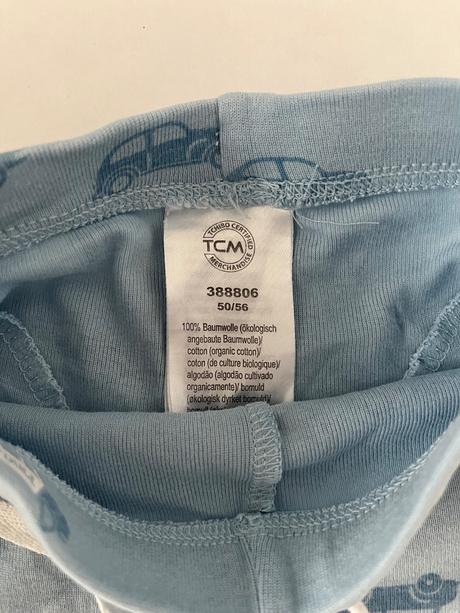 TCHIBO CERTIFIED
TCM
MERCHANDISE
388806
50/56
100% Baumwolle (ökologisch
angebaute Baumwolle)/
cotton (organic cotton)/
coton (de culture biologique)/
algodão (algodão cultivado
organicamente)/ bomuld
(økologisk dyrket bomuld)/